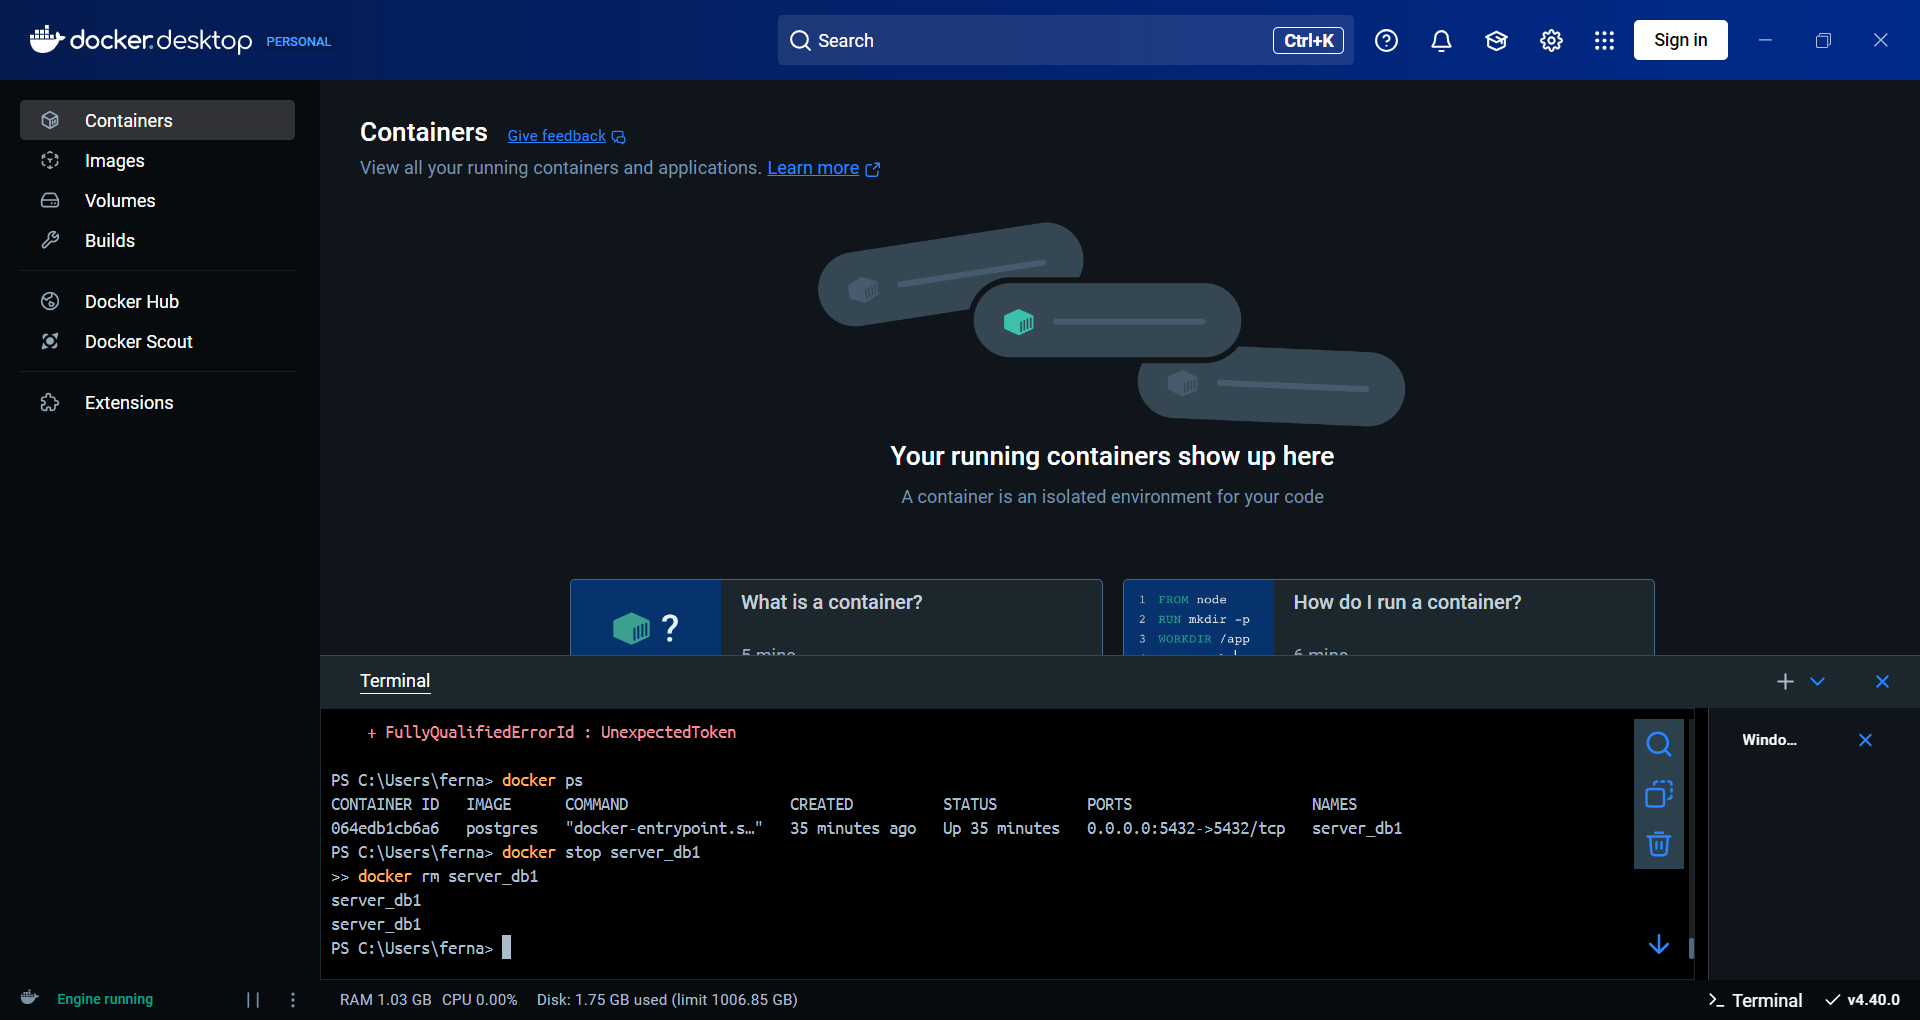 docker.desktop PERSONAL
Search Ctrl+K
Sign in
Containers
Images
Volumes
Builds
Docker Hub
Docker Scout
Extensions
Containers Give feedback
View all your running containers and applications. Learn more
Your running containers show up here
A container is an isolated environment for your code
What is a container?
5 mins
1 FROM node
2 RUN mkdir -p
3 WORKDIR /app
How do I run a container?
6 mins
Terminal
+ FullyQualifiedErrorId : UnexpectedToken
PS C:\Users\ferna> docker ps
CONTAINER ID IMAGE COMMAND CREATED STATUS PORTS NAMES
064edb1cb6a6 postgres "docker-entrypoint.s…" 35 minutes ago Up 35 minutes 0.0.0.0:5432->5432/tcp server_db1
PS C:\Users\ferna> docker stop server_db1
>> docker rm server_db1
server_db1
server_db1
PS C:\Users\ferna>
Windo...
Engine running
RAM 1.03 GB CPU 0.00% Disk: 1.75 GB used (limit 1006.85 GB)
Terminal
v4.40.0